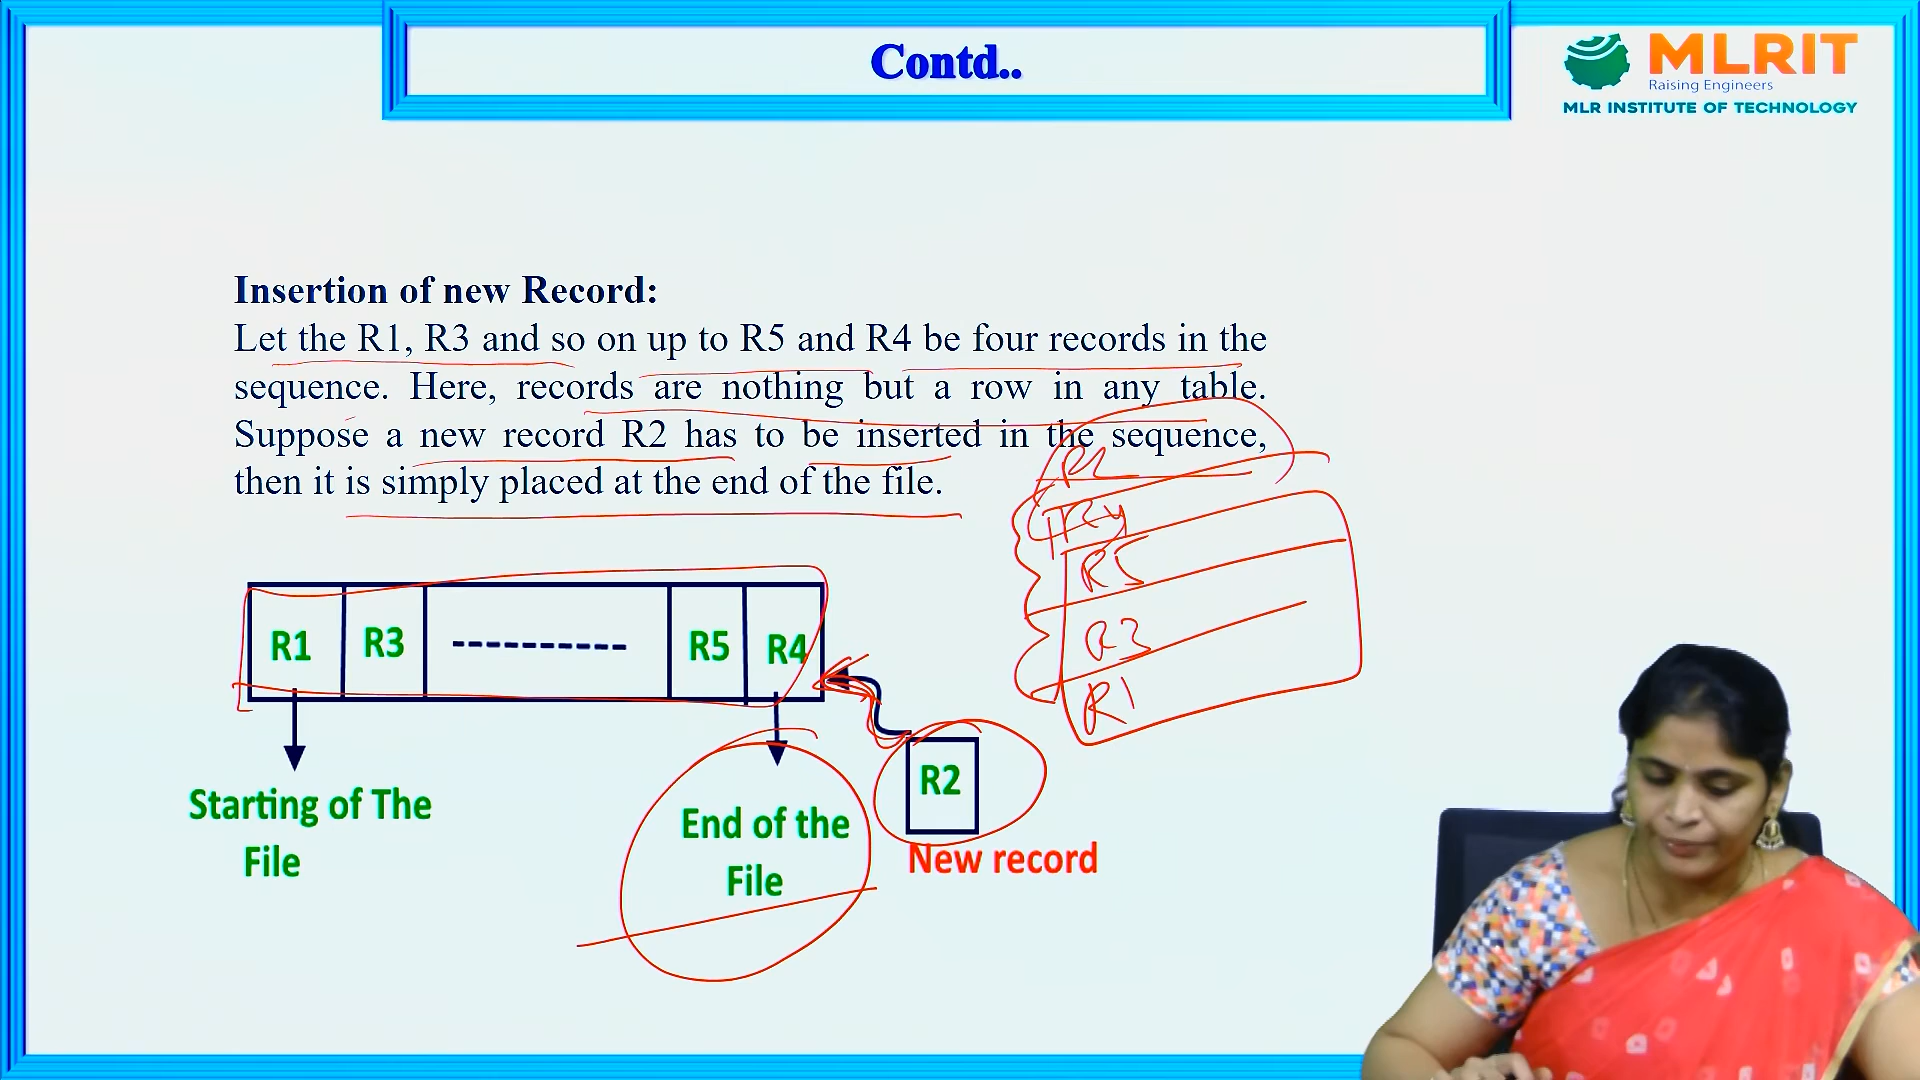 Contd..
MLRIT
Raising Engineers
MLR INSTITUTE OF TECHNOLOGY
Insertion of new Record:
Let the R1, R3 and so on up to R5 and R4 be four records in the
sequence. Here, records are nothing but a row in any table.
Suppose a new record R2 has to be inserted in the sequence,
then it is simply placed at the end of the file.
R2
R4
R5
R3
R1
R1 R3 ---------- R5 R4
Starting of The
File
End of the
File
R2
New record